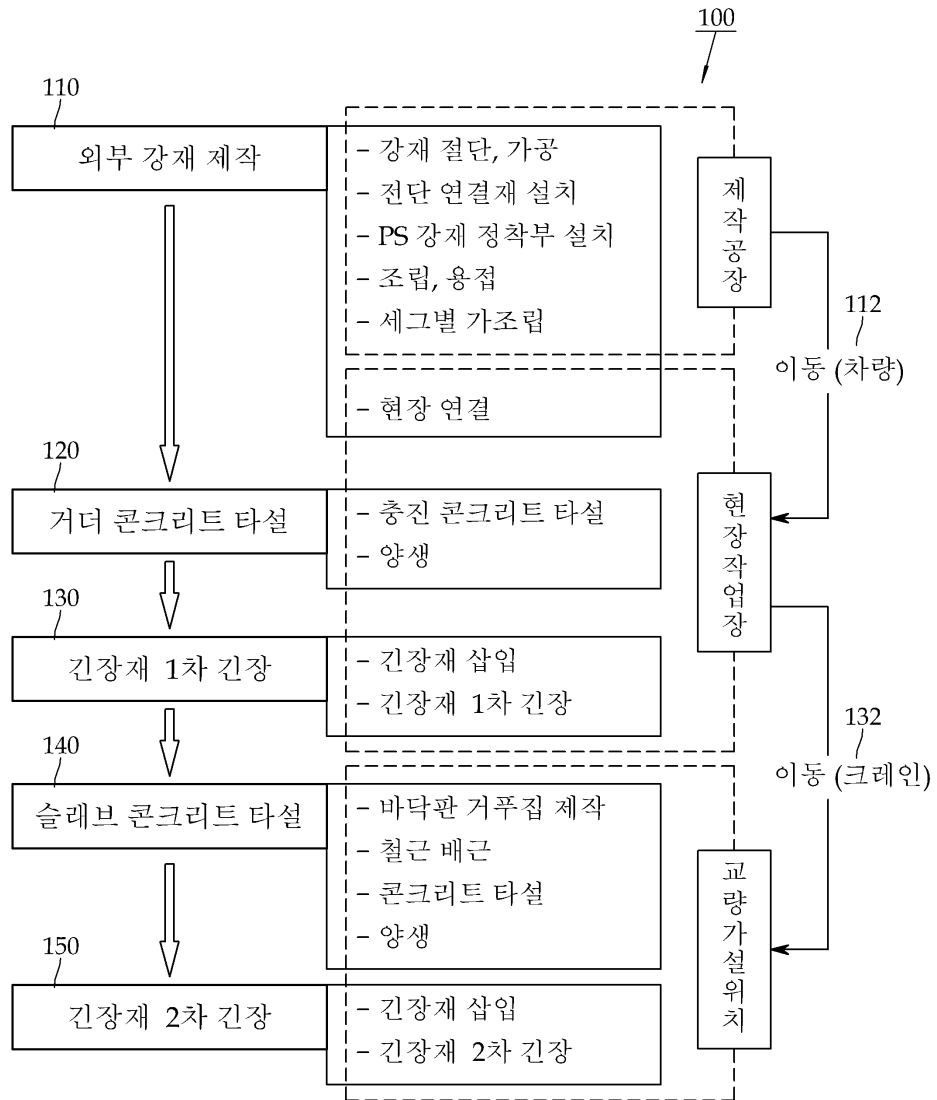 100
110
외부 강재 제작
- 강재 절단, 가공
- 전단 연결재 설치
- PS 강재 정착부 설치
- 조립, 용접
- 세그별 가조립
- 현장 연결
제작공장
112
이동 (차량)
120
거더 콘크리트 타설
- 충진 콘크리트 타설
- 양생
현장작업장
130
긴장재 1차 긴장
- 긴장재 삽입
- 긴장재 1차 긴장
132
이동 (크레인)
140
슬래브 콘크리트 타설
- 바닥판 거푸집 제작
- 철근 배근
- 콘크리트 타설
- 양생
교량가설위치
150
긴장재 2차 긴장
- 긴장재 삽입
- 긴장재 2차 긴장